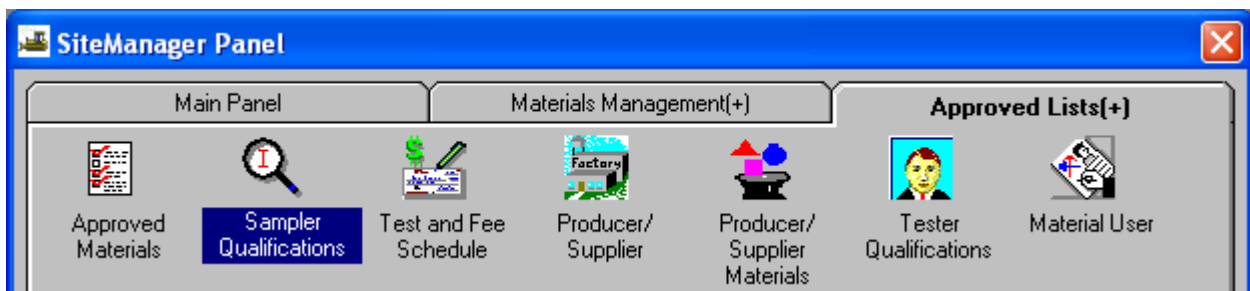 SiteManager Panel
Main Panel
Materials Management(+)
Approved Lists(+)
I
$
Factory
Approved
Materials
Sampler
Qualifications
Test and Fee
Schedule
Producer/
Supplier
Producer/
Supplier
Materials
Tester
Qualifications
Material User